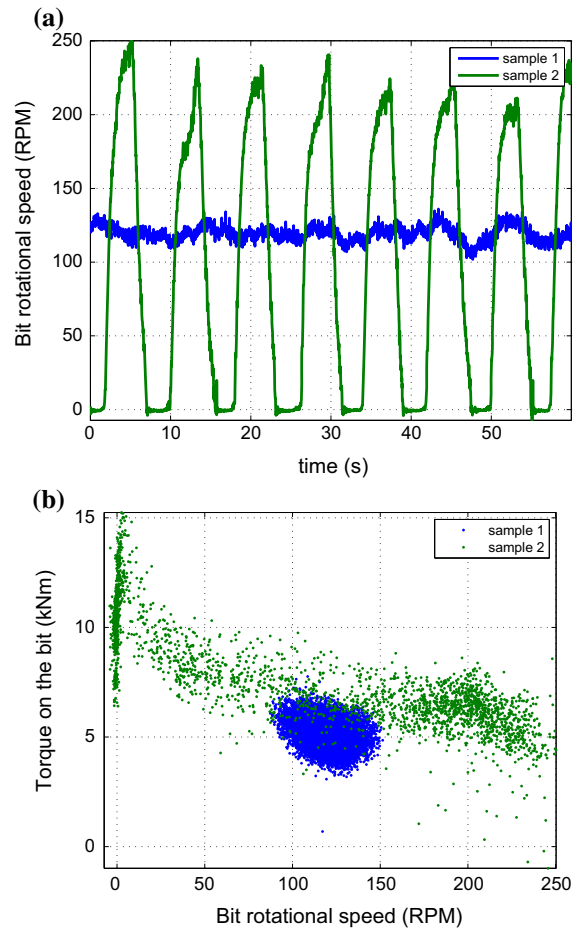 (a)
250
200
150
100
50
0
Bit rotational speed (RPM)
sample 1
sample 2
0 10 20 30 40 50
time (s)
(b)
15
10
5
0
Torque on the bit (kNm)
sample 1
sample 2
0 50 100 150 200 250
Bit rotational speed (RPM)